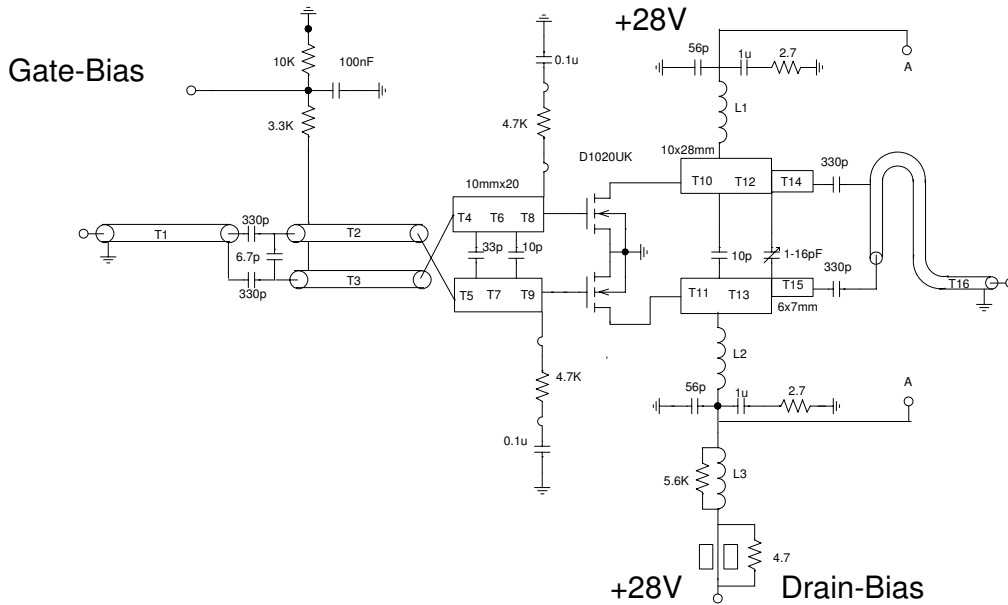 +28V
Gate-Bias
10K
100nF
3.3K
0.1u
4.7K
56p
1u
2.7
A
L1
D1020UK
10x28mm
10mmx20
T10
T12
T14
330p
T4
T6
T8
330p
T1
T2
6.7p
T3
330p
33p
10p
10p
1-16pF
T5
T7
T9
T11
T13
T15
330p
6x7mm
T16
L2
4.7K
56p
1u
2.7
A
0.1u
5.6K
L3
4.7
+28V
Drain-Bias